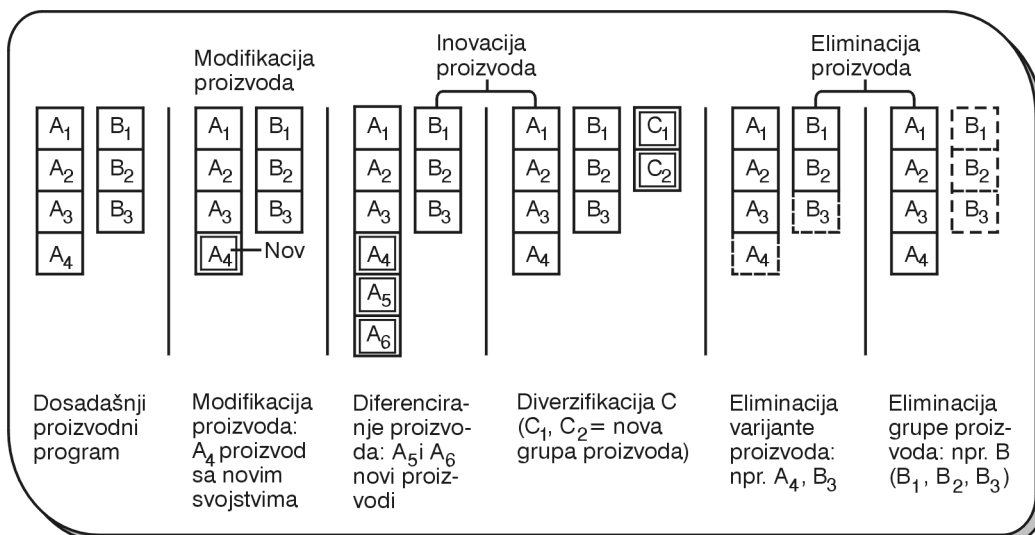 Modifikacija
proizvoda
Inovacija
proizvoda
Eliminacija
proizvoda
A₁ B₁
A₂ B₂
A₃ B₃
A₄
A₁ B₁
A₂ B₂
A₃ B₃
A₄ Nov
A₁ B₁
A₂ B₂
A₃ B₃
A₄
A₅
A₆
A₁ B₁ C₁
A₂ B₂ C₂
A₃ B₃
A₄
A₁ B₁
A₂ B₂
A₃ B₃
A₄
A₁ B₁
A₂ B₂
A₃ B₃
A₄
Dosadašnji
proizvodni
program
Modifikacija
proizvoda:
A₄ proizvod
sa novim
svojstvima
Diferencira-
nje proizvo-
da: A₅ i A₆
novi proiz-
vodi
Diverzifikacija C
(C₁, C₂ = nova
grupa proizvoda)
Eliminacija
varijante
proizvoda:
npr. A₄, B₃
Eliminacija
grupe proiz-
voda: npr. B
(B₁, B₂, B₃)